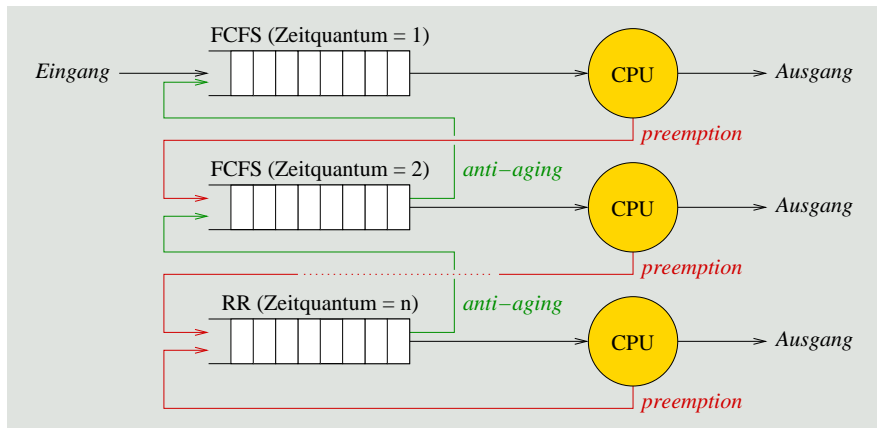 FCFS (Zeitquantum = 1)
Eingang
CPU
Ausgang
preemption
FCFS (Zeitquantum = 2)
anti−aging
CPU
Ausgang
preemption
RR (Zeitquantum = n)
anti−aging
CPU
Ausgang
preemption